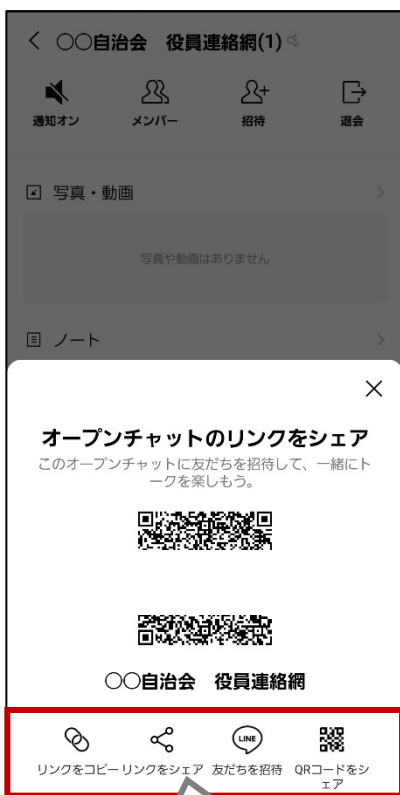 ○○自治会 役員連絡網(1)
通知オン メンバー 招待 退会
写真・動画
写真や動画はありません
ノート
オープンチャットのリンクをシェア
このオープンチャットに友だちを招待して、一緒にト
ークを楽しもう。
○○自治会 役員連絡網
LINE
リンクをコピー リンクをシェア 友だちを招待 QRコードをシ
ェア